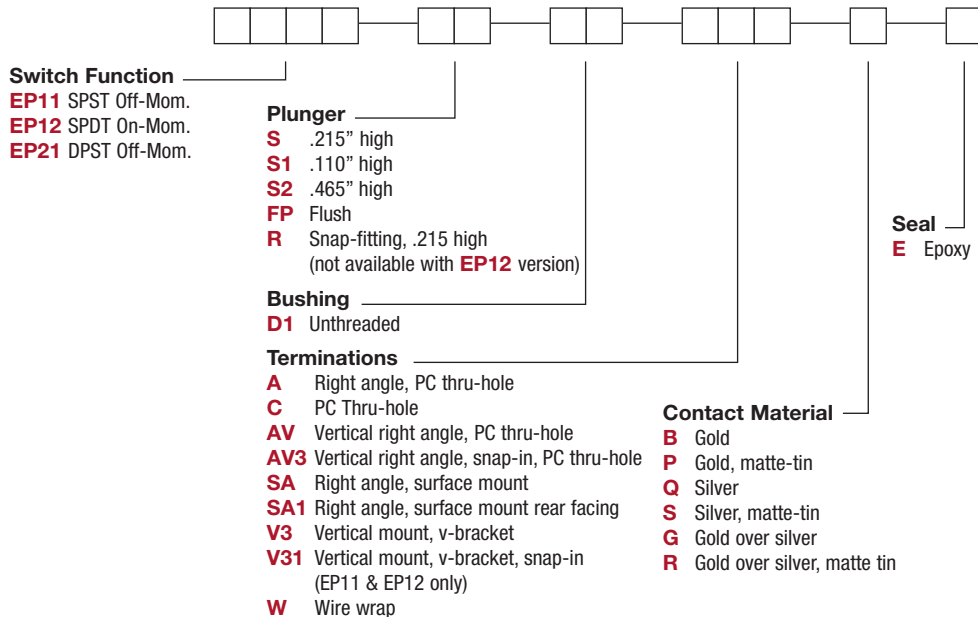 Switch Function
EP11 SPST Off-Mom.
EP12 SPDT On-Mom.
EP21 DPST Off-Mom.
Plunger
S .215” high
S1 .110” high
S2 .465” high
FP Flush
R Snap-fitting, .215 high
(not available with EP12 version)
Bushing
D1 Unthreaded
Terminations
A Right angle, PC thru-hole
C PC Thru-hole
AV Vertical right angle, PC thru-hole
AV3 Vertical right angle, snap-in, PC thru-hole
SA Right angle, surface mount
SA1 Right angle, surface mount rear facing
V3 Vertical mount, v-bracket
V31 Vertical mount, v-bracket, snap-in
(EP11 & EP12 only)
W Wire wrap
Contact Material
B Gold
P Gold, matte-tin
Q Silver
S Silver, matte-tin
G Gold over silver
R Gold over silver, matte tin
Seal
E Epoxy